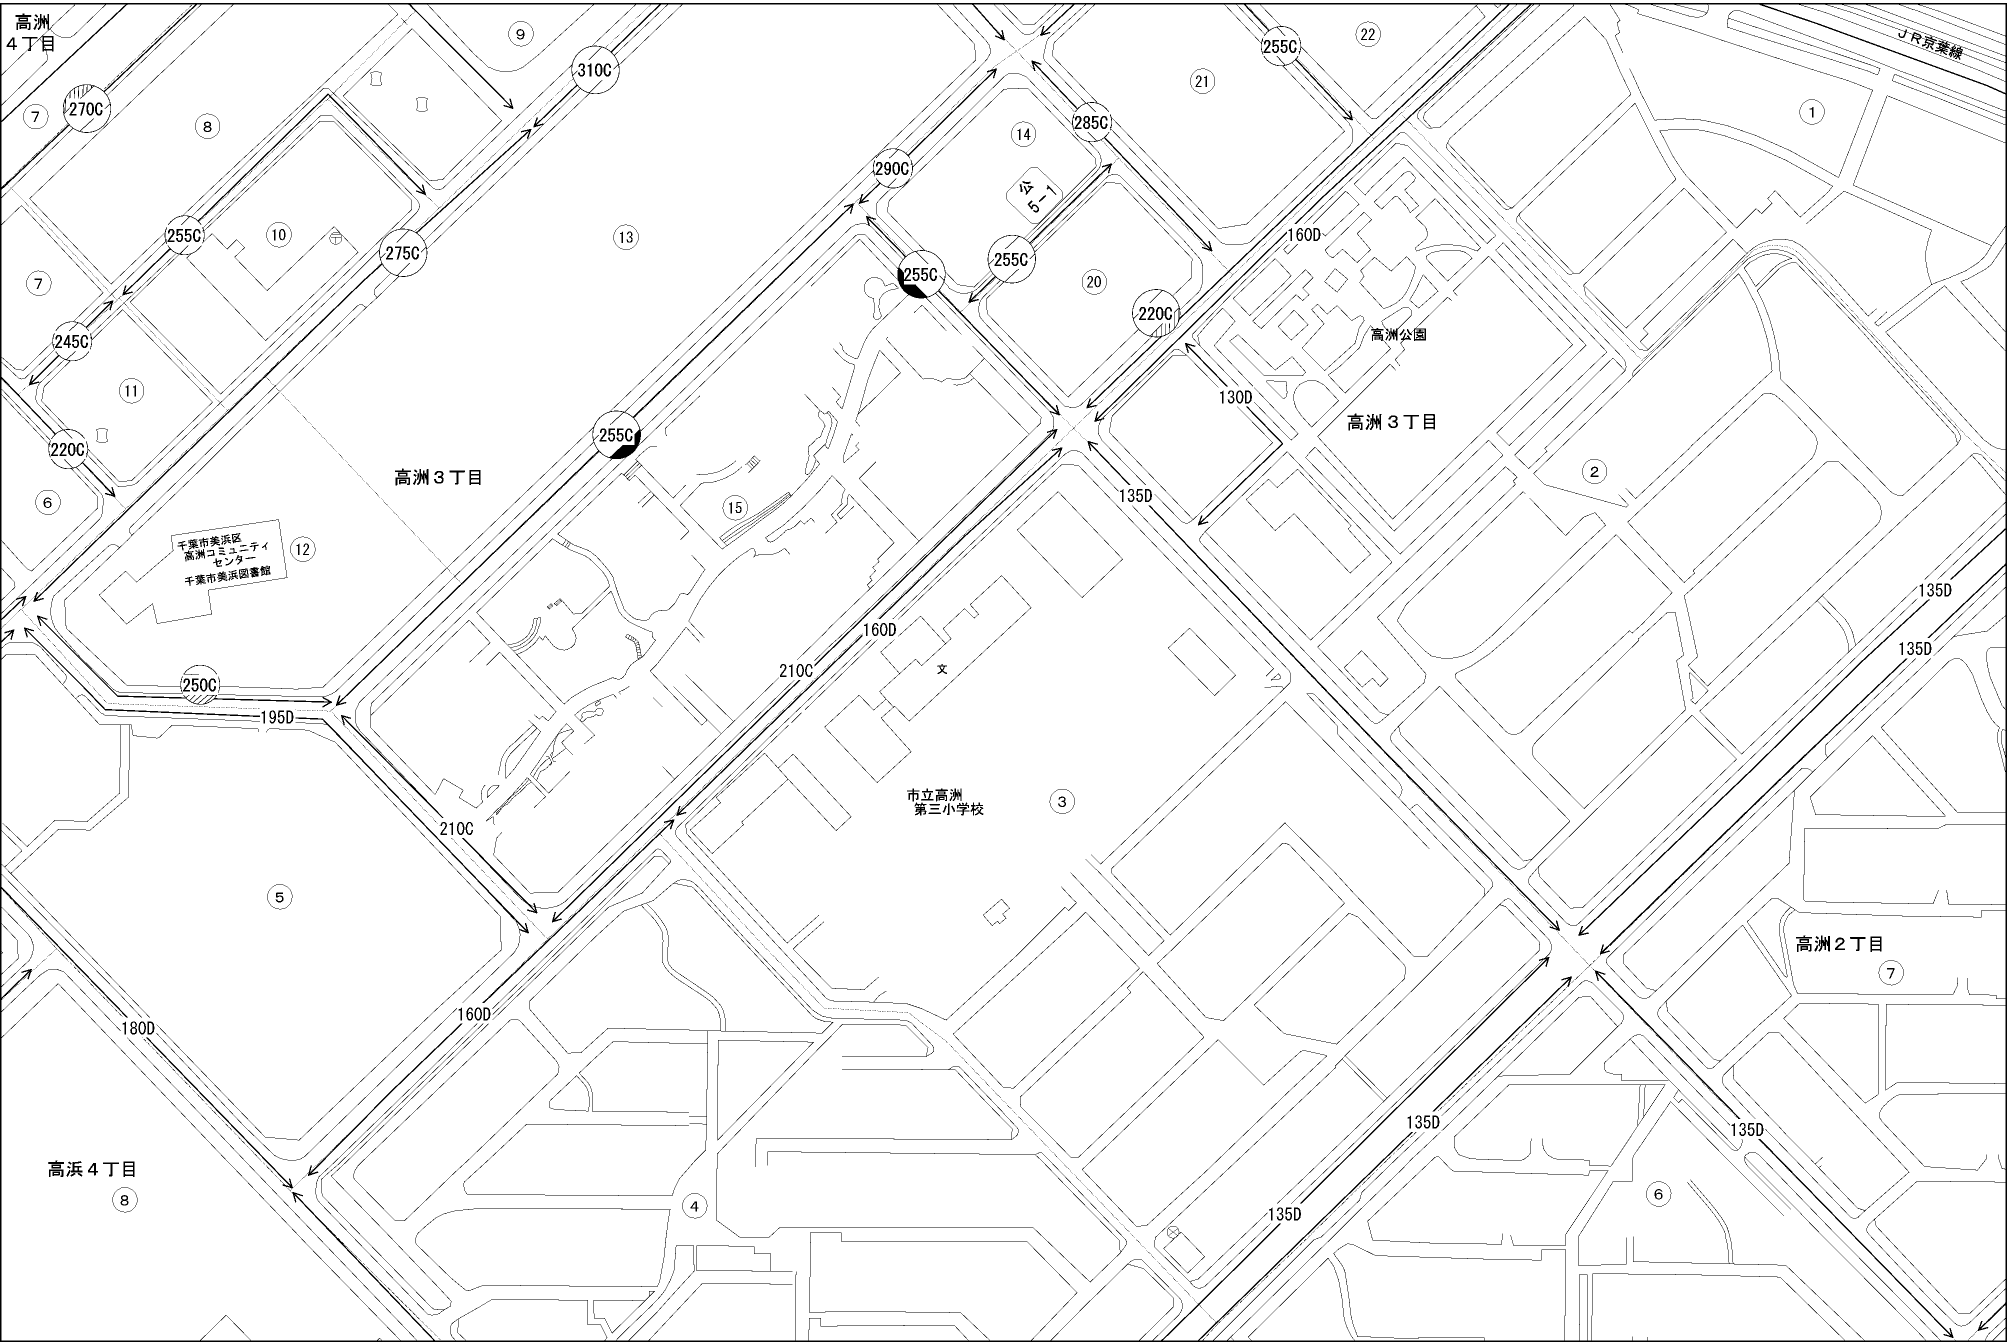 高洲
４丁目
⑨
310C
255C
㉒
ＪＲ京葉線
270C
⑦
⑧
㉑
①
285C
⑭
290C
公
5－1
255C
⑩
〒
275C
⑬
160D
255C
255C
⑦
⑳
220C
245C
高洲公園
⑪
130D
高洲３丁目
220C
255C
高洲３丁目
②
⑥
135D
⑮
千葉市美浜区
高洲コミュニティ
センター
千葉市美浜図書館
⑫
135D
160D
135D
210C
文
250C
195D
市立高洲
第三小学校
③
210C
⑤
高洲２丁目
⑦
160D
180D
135D
135D
高浜４丁目
⑧
④
⑥
135D